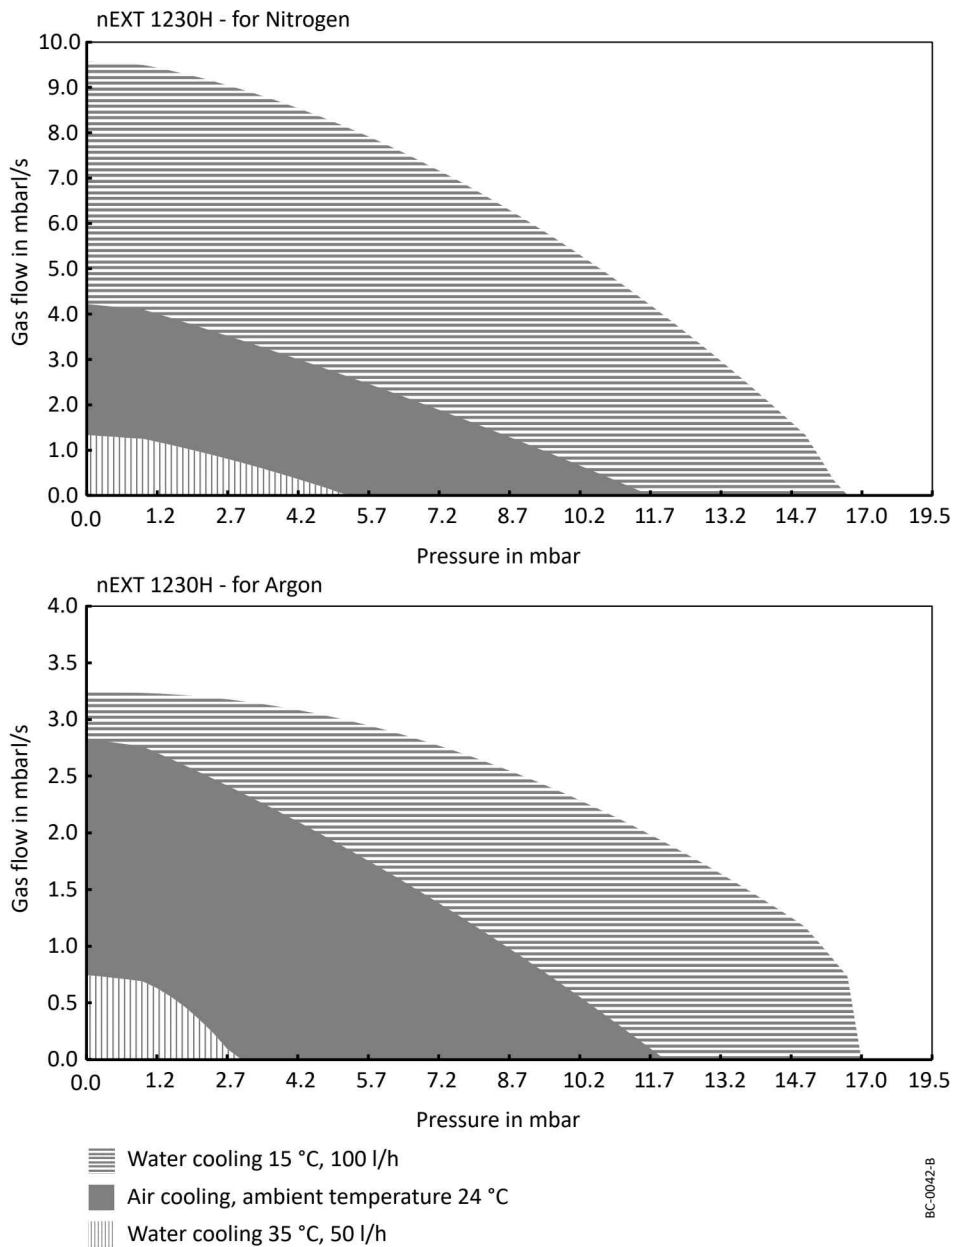 nEXT 1230H - for Nitrogen
Gas flow in mbarl/s
10.0
9.0
8.0
7.0
6.0
5.0
4.0
3.0
2.0
1.0
0.0
0.0 1.2 2.7 4.2 5.7 7.2 8.7 10.2 11.7 13.2 14.7 17.0 19.5
Pressure in mbar
nEXT 1230H - for Argon
Gas flow in mbarl/s
4.0
3.5
3.0
2.5
2.0
1.5
1.0
0.5
0.0
0.0 1.2 2.7 4.2 5.7 7.2 8.7 10.2 11.7 13.2 14.7 17.0 19.5
Pressure in mbar
Water cooling 15 °C, 100 l/h
Air cooling, ambient temperature 24 °C
Water cooling 35 °C, 50 l/h
BC-0042-B